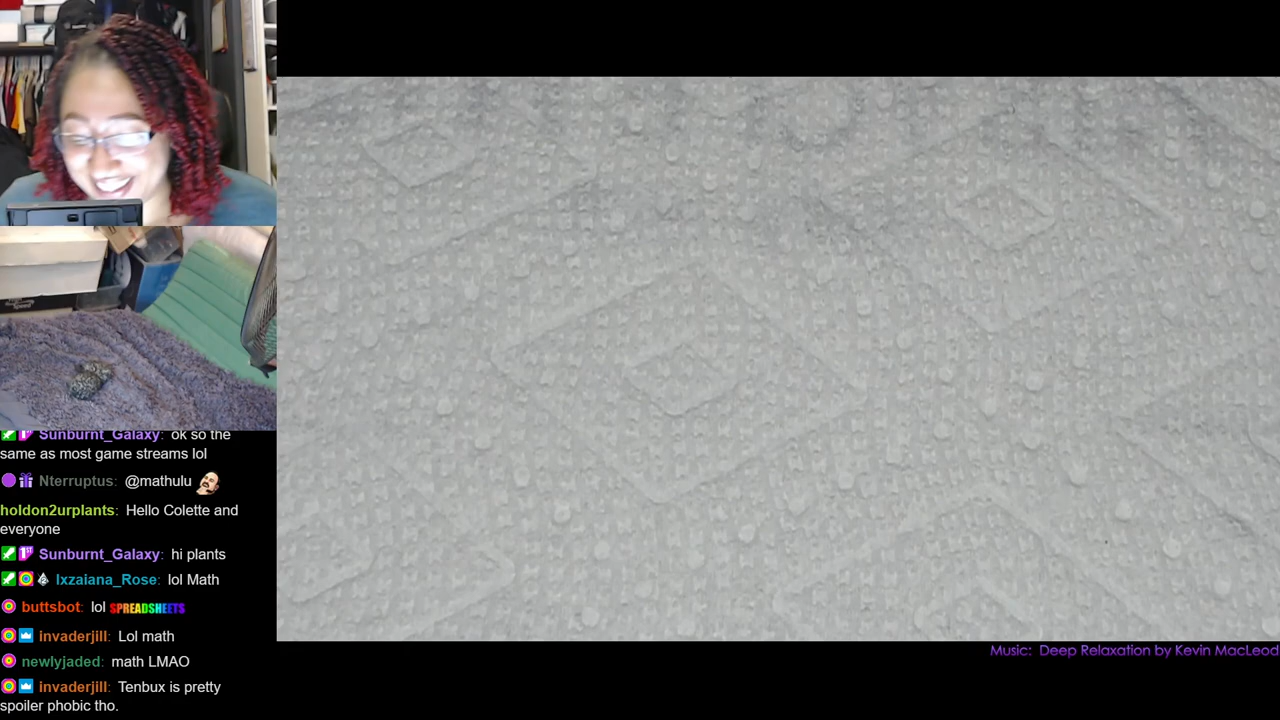 Sunburnt_Galaxy: ok so the
same as most game streams lol
Nterruptus: @mathulu
holdon2urplants: Hello Colette and
everyone
Sunburnt_Galaxy: hi plants
Ixzaiana_Rose: lol Math
buttsbot: lol SPREADSHEETS
invaderjill: Lol math
newlyjaded: math LMAO
invaderjill: Tenbux is pretty
spoiler phobic tho.
Music: Deep Relaxation by Kevin MacLeod